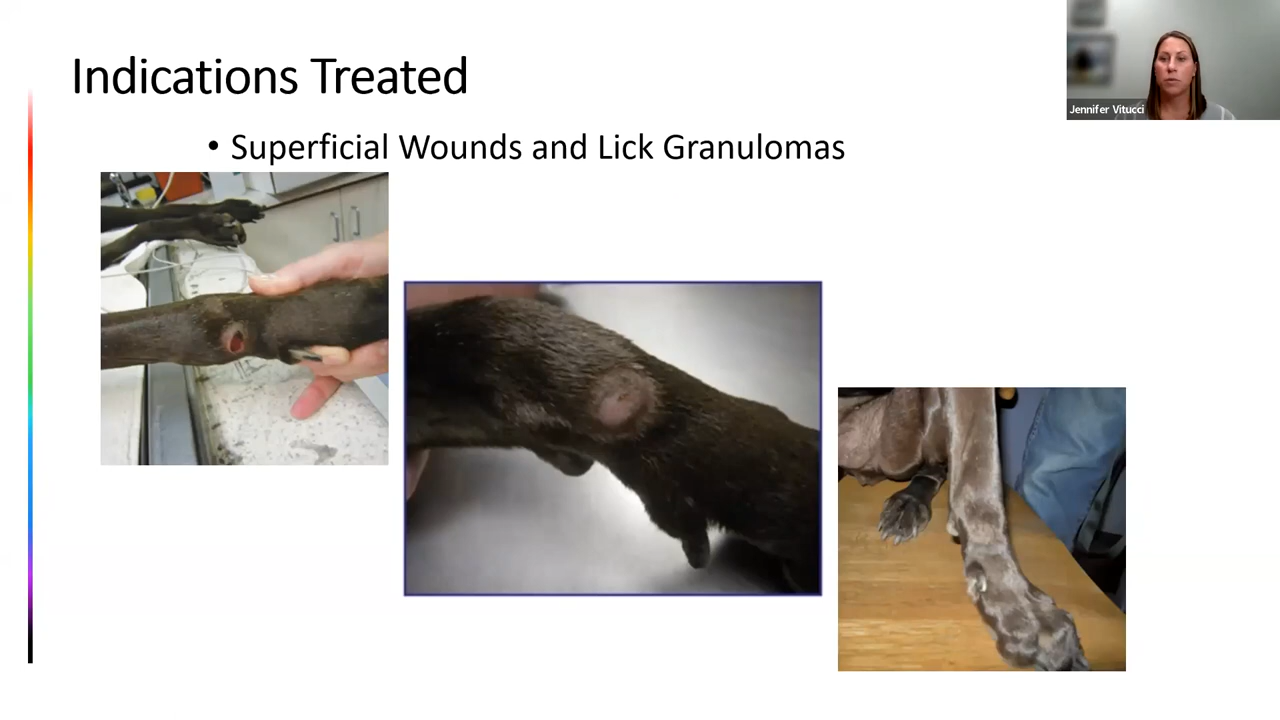 Indications Treated
Jennifer Vitucci
• Superficial Wounds and Lick Granulomas